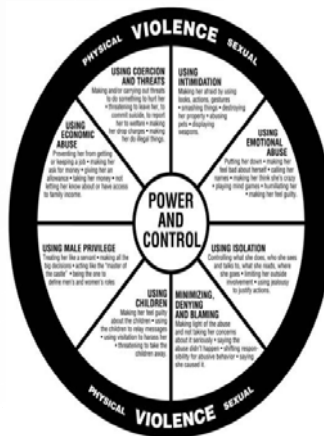 PHYSICAL VIOLENCE SEXUAL
USING COERCION
AND THREATS
Making and/or carrying out threats
to do something to hurt her
• threatening to leave her, to
commit suicide, to report
her to welfare • making
her drop charges • making
her do illegal things.
USING
INTIMIDATION
Making her afraid by using
looks, actions, gestures
• smashing things • destroying
her property • abusing
pets • displaying
weapons.
USING
EMOTIONAL
ABUSE
Putting her down • making her
feel bad about herself • calling her
names • making her think she's crazy
• playing mind games • humiliating her
• making her feel guilty.
USING ISOLATION
Controlling what she does, who she sees
and talks to, what she reads, where
she goes • limiting her outside
involvement • using jealousy
to justify actions.
MINIMIZING,
DENYING
AND BLAMING
Making light of the abuse
and not taking her concerns
about it seriously • saying the
abuse didn't happen • shifting respon-
sibility for abusive behavior • saying
she caused it.
USING
CHILDREN
Making her feel guilty
about the children • using
the children to relay messages
• using visitation to harass her
• threatening to take the
children away.
USING MALE PRIVILEGE
Treating her like a servant • making all the
big decisions • acting like the "master of
the castle" • being the one to
define men's and women's roles
USING
ECONOMIC
ABUSE
Preventing her from getting
or keeping a job • making her
ask for money • giving her an
allowance • taking her money • not
letting her know about or have access
to family income.
POWER
AND
CONTROL
PHYSICAL VIOLENCE SEXUAL